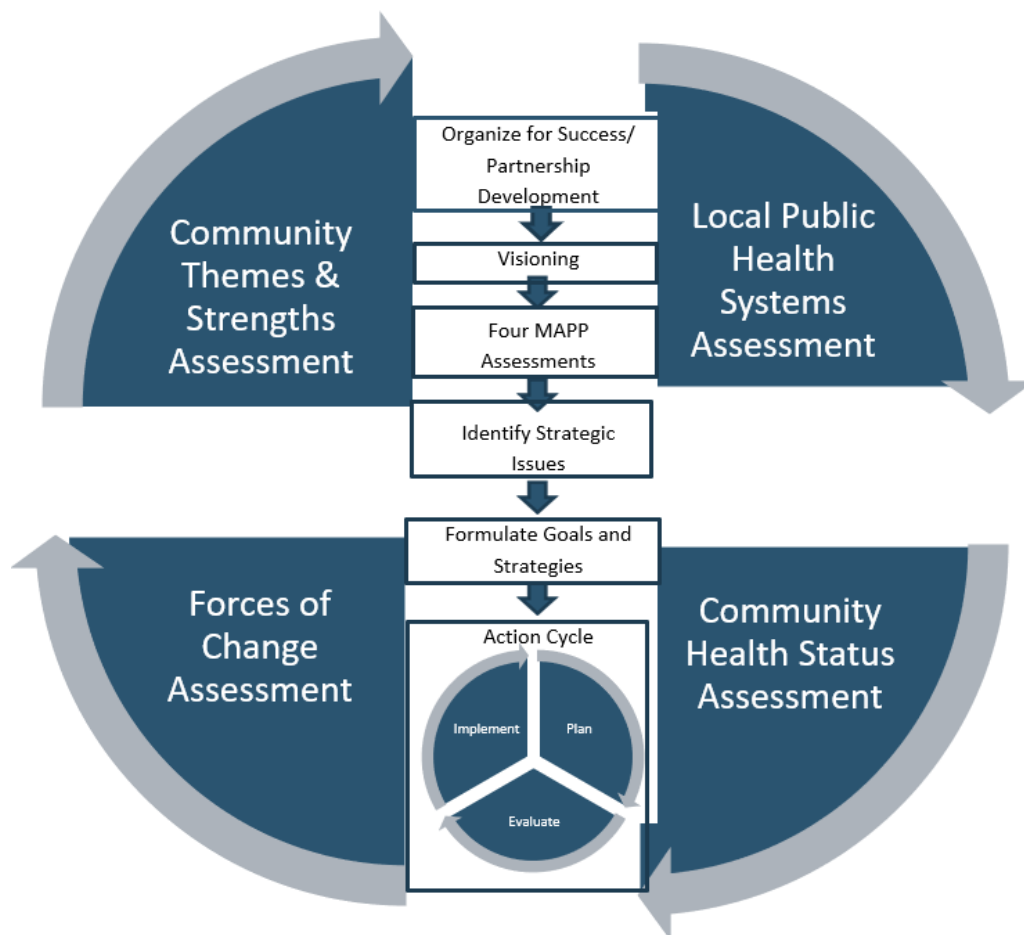 Community
Themes &
Strengths
Assessment
Local Public
Health
Systems
Assessment
Organize for Success/
Partnership
Development
Visioning
Four MAPP
Assessments
Identify Strategic
Issues
Formulate Goals and
Strategies
Action Cycle
Implement
Plan
Evaluate
Forces of
Change
Assessment
Community
Health Status
Assessment